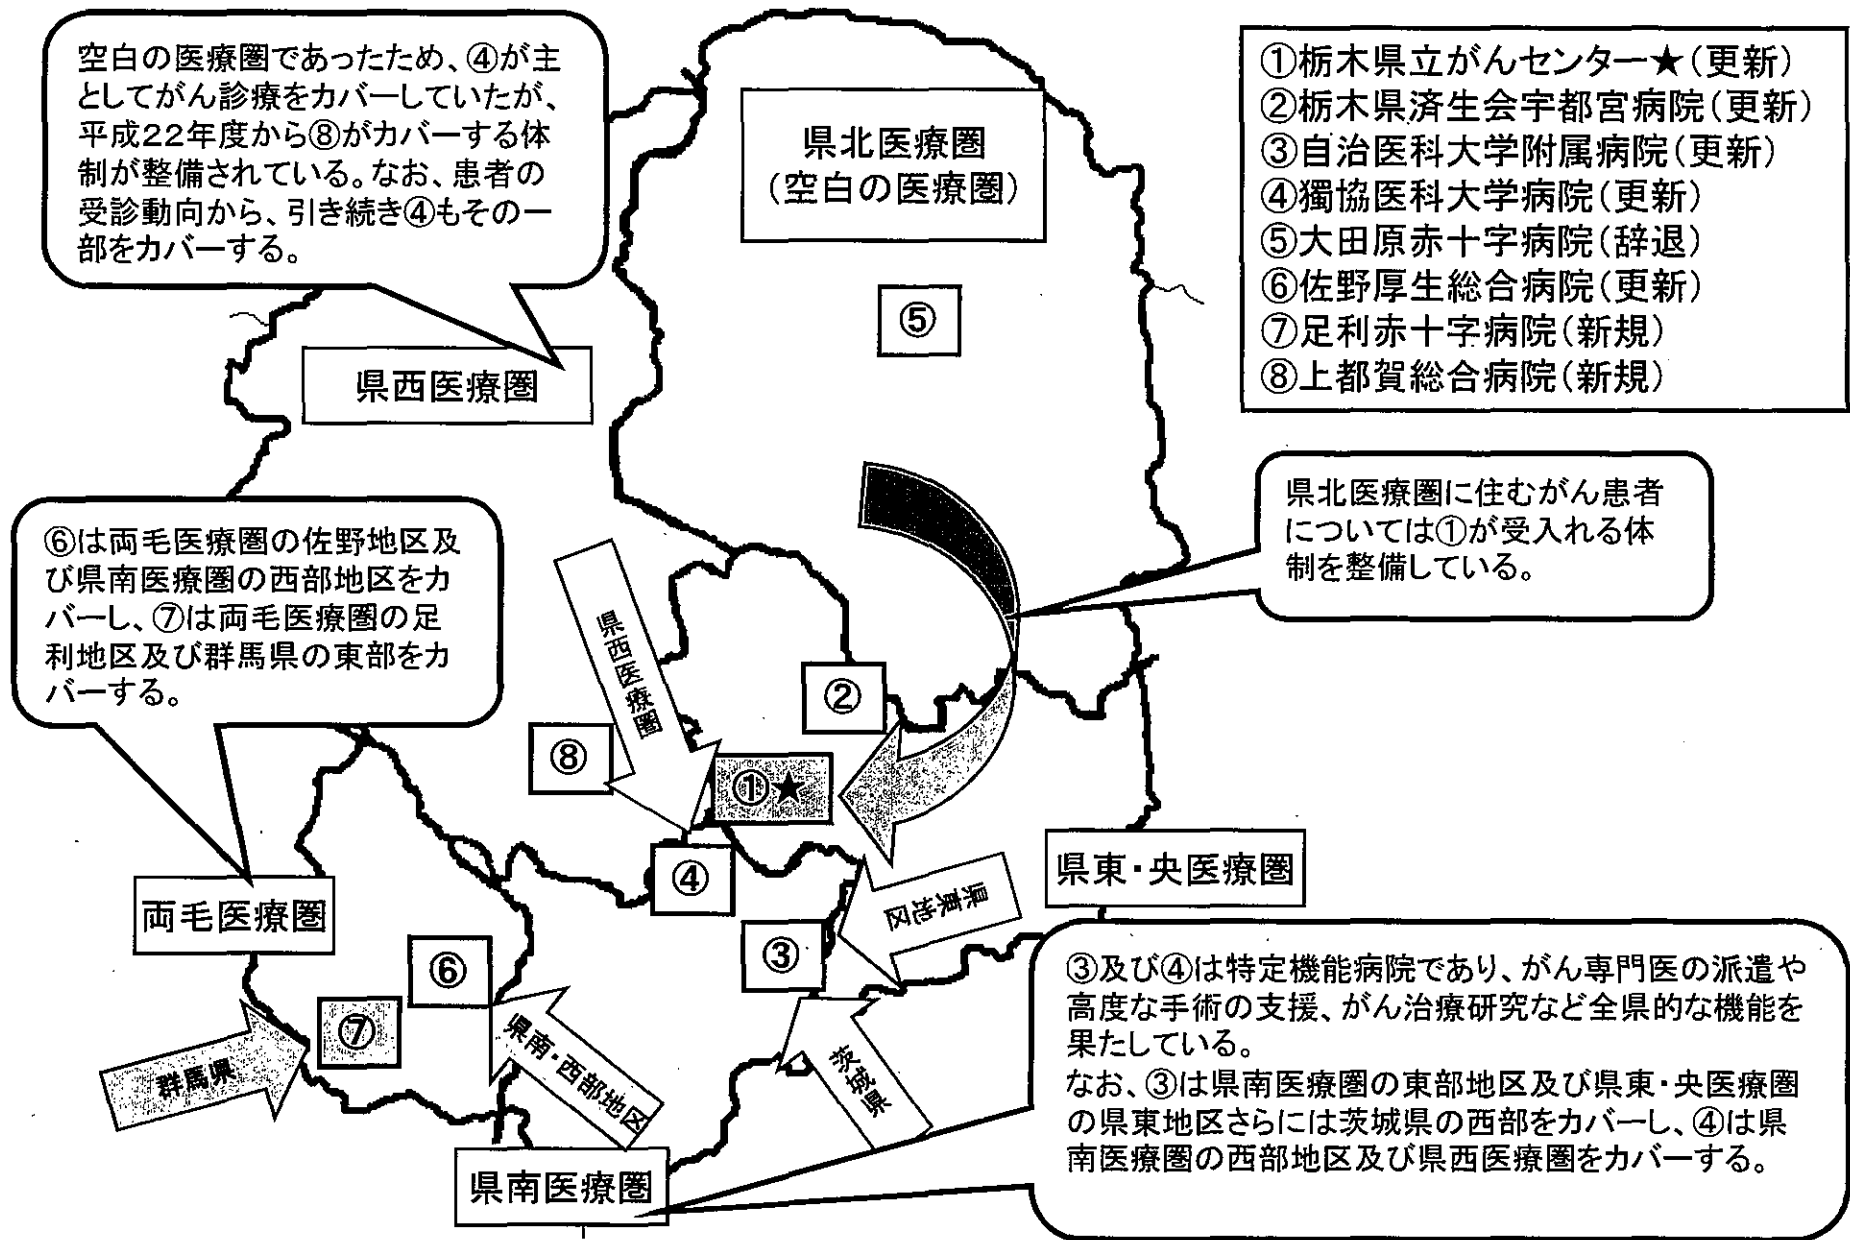 空白の医療圏であったため、④が主
としてがん診療をカバーしていたが、
平成22年度から⑧がカバーする体
制が整備されている。なお、患者の
受診動向から、引き続き④もその一
部をカバーする。
県北医療圏
(空白の医療圏)
①栃木県立がんセンター★(更新)
②栃木県済生会宇都宮病院(更新)
③自治医科大学附属病院(更新)
④獨協医科大学病院(更新)
⑤大田原赤十字病院(辞退)
⑥佐野厚生総合病院(更新)
⑦足利赤十字病院(新規)
⑧上都賀総合病院(新規)
⑤
県西医療圏
県北医療圏に住むがん患者
については①が受入れる体
制を整備している。
⑥は両毛医療圏の佐野地区及
び県南医療圏の西部地区をカ
バーし、⑦は両毛医療圏の足
利地区及び群馬県の東部をカ
バーする。
県西医療圏
②
⑧
①★
④
県東・央医療圏
県東地区
両毛医療圏
③
⑥
⑦
群馬県
県南・西部地区
茨城県
③及び④は特定機能病院であり、がん専門医の派遣や
高度な手術の支援、がん治療研究など全県的な機能を
果たしている。
なお、③は県南医療圏の東部地区及び県東・央医療圏
の県東地区さらには茨城県の西部をカバーし、④は県
南医療圏の西部地区及び県西医療圏をカバーする。
県南医療圏